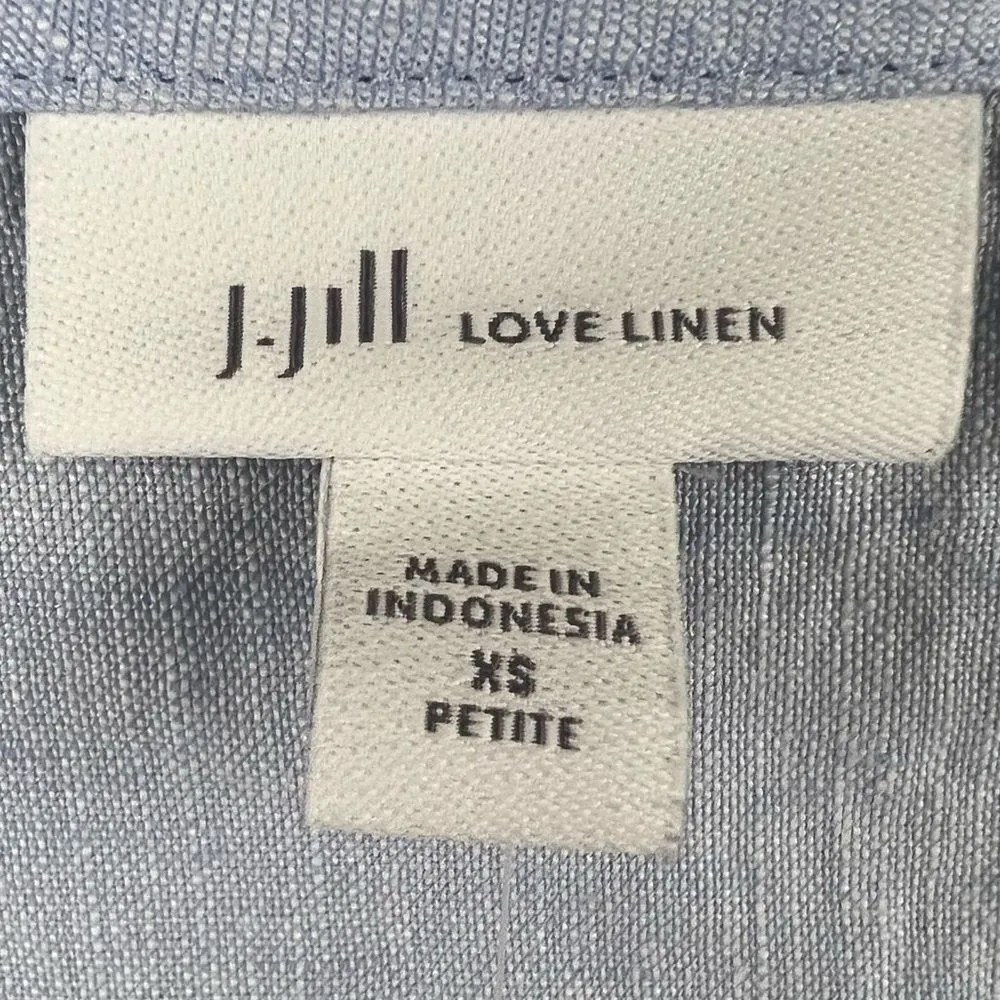 J.Jill LOVE LINEN
MADE IN
INDONESIA
XS
PETITE